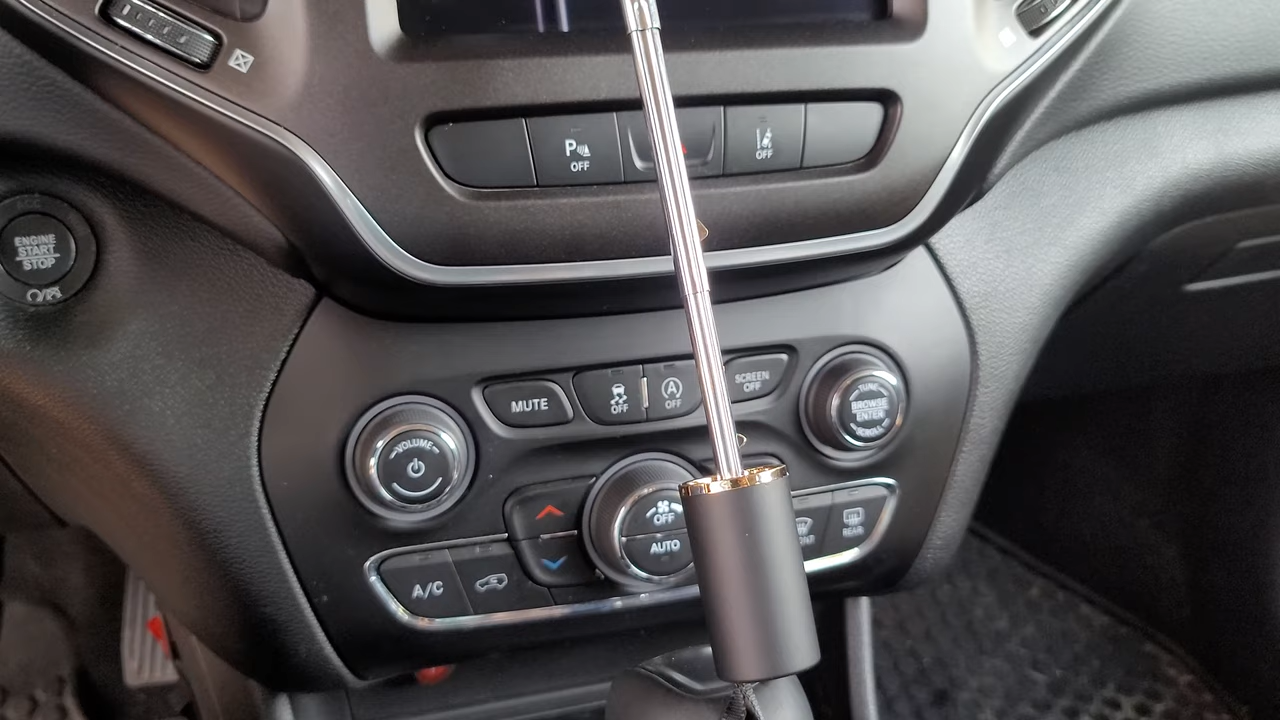 P
OFF
OFF
ENGINE
START
STOP
MUTE
OFF
A
OFF
SCREEN
OFF
VOLUME
TUNE
BROWSE
ENTER
SCROLL
OFF
AUTO
A/C
REAR